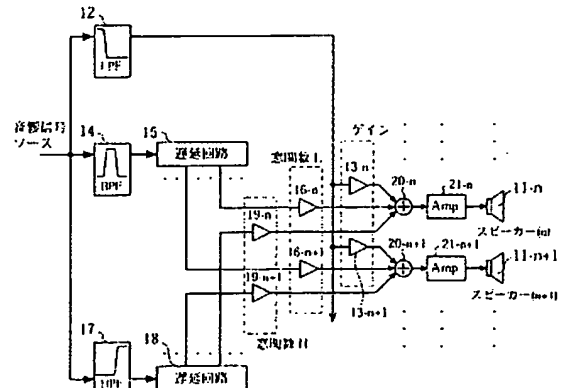 12
LPF
音響信号
ソース
14
BPF
15
遅延回路
窓関数L
ゲイン
13-n
20-n
21-n
Amp
11-n
スピーカー(n)
16-n
19-n
20-n+1
21-n+1
Amp
11-n+1
スピーカー(n+1)
16-n+1
19-n+1
13-n+1
窓関数H
17
HPF
18
遅延回路